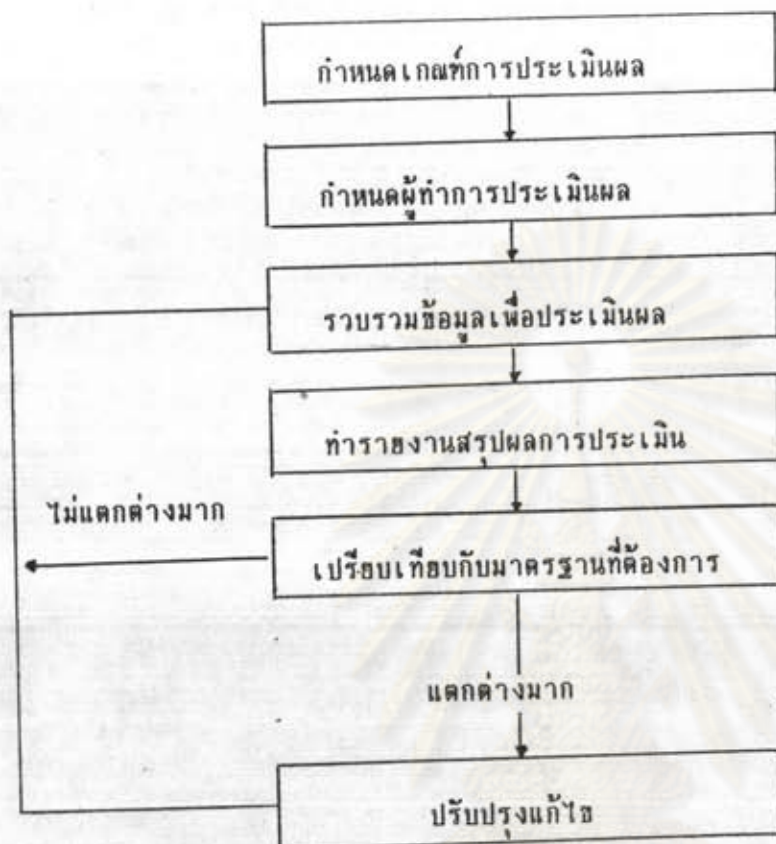 กำหนดเกณฑ์การประเมินผล
กำหนดผู้ทำการประเมินผล
รวบรวมข้อมูลเพื่อประเมินผล
ทำรายงานสรุปผลการประเมิน
ไม่แตกต่างมาก
เปรียบเทียบกับมาตรฐานที่ต้องการ
แตกต่างมาก
ปรับปรุงแก้ไข